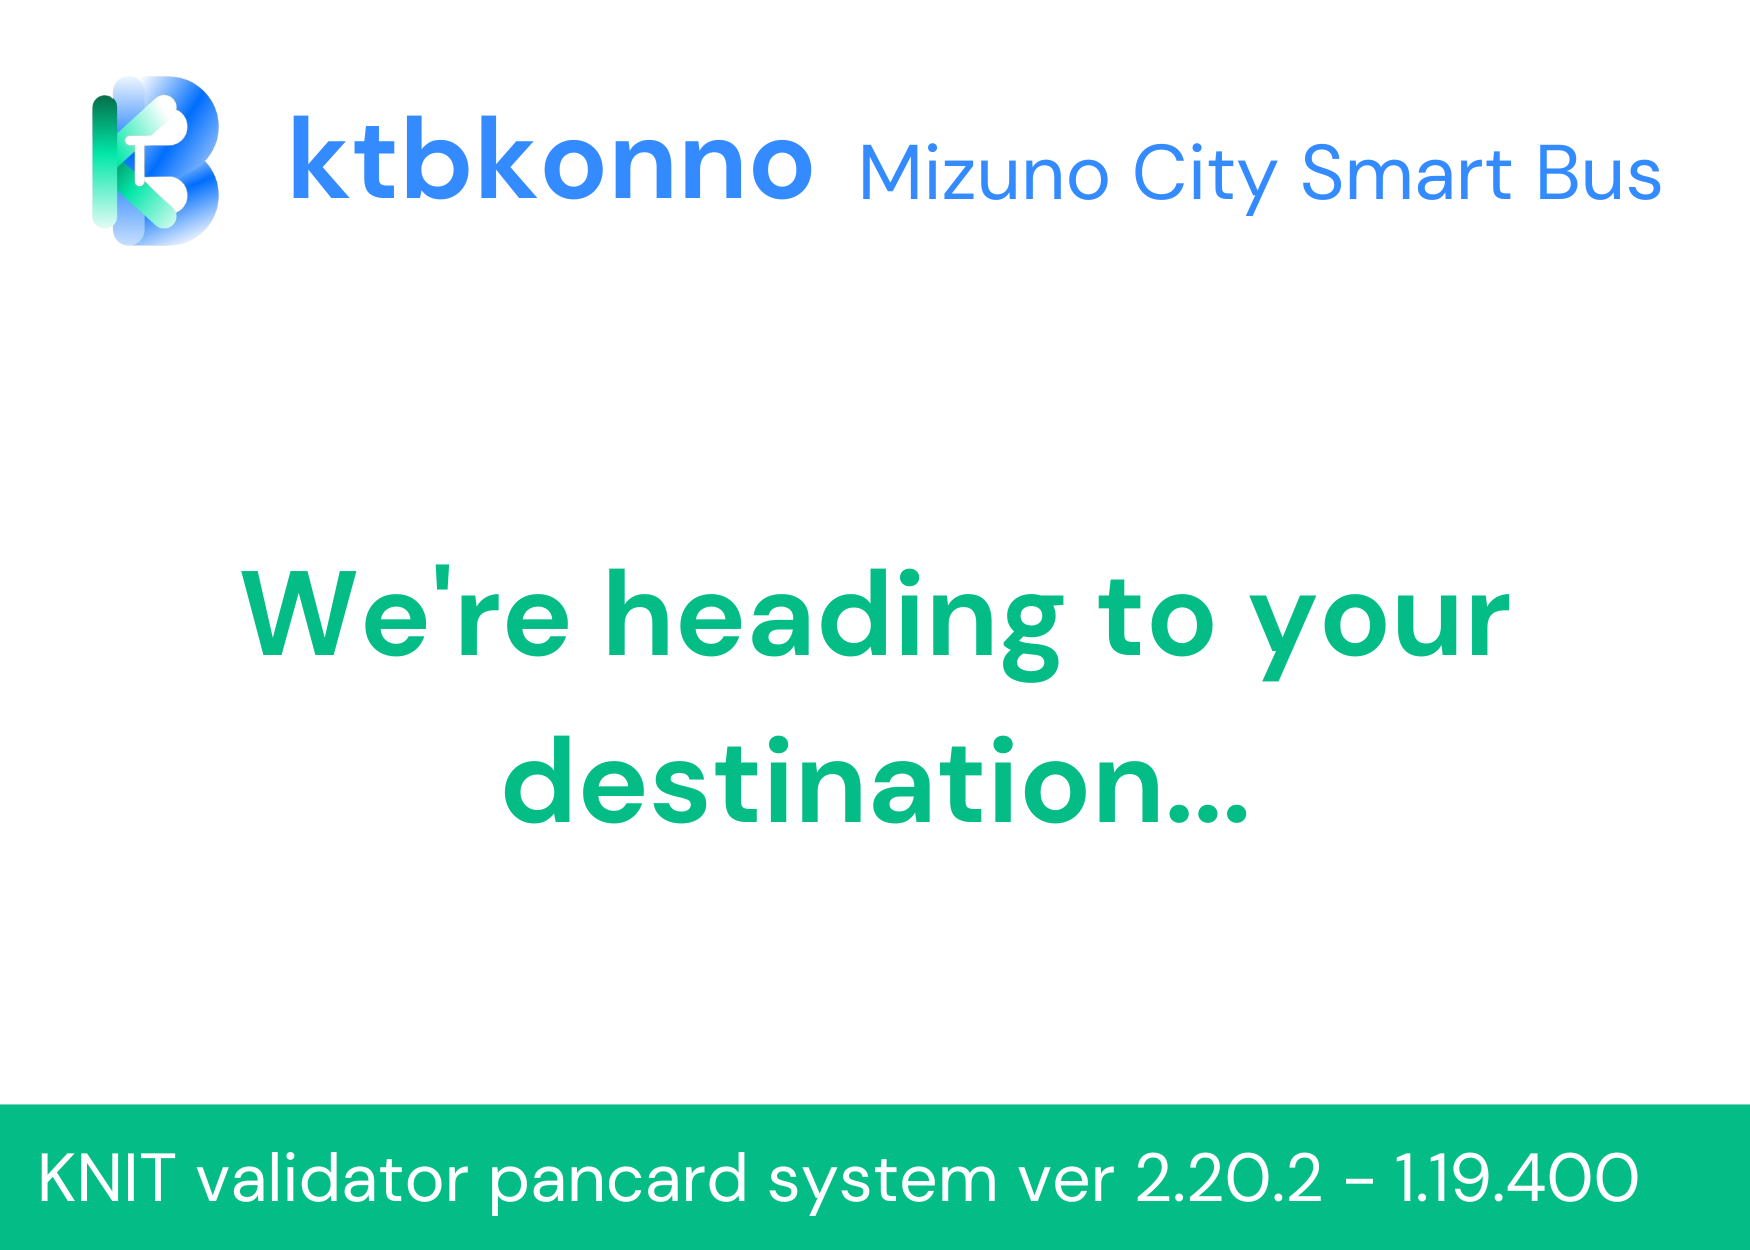 ktbkonno Mizuno City Smart Bus
We're heading to your
destination...
KNIT validator pancard system ver 2.20.2 - 1.19.400